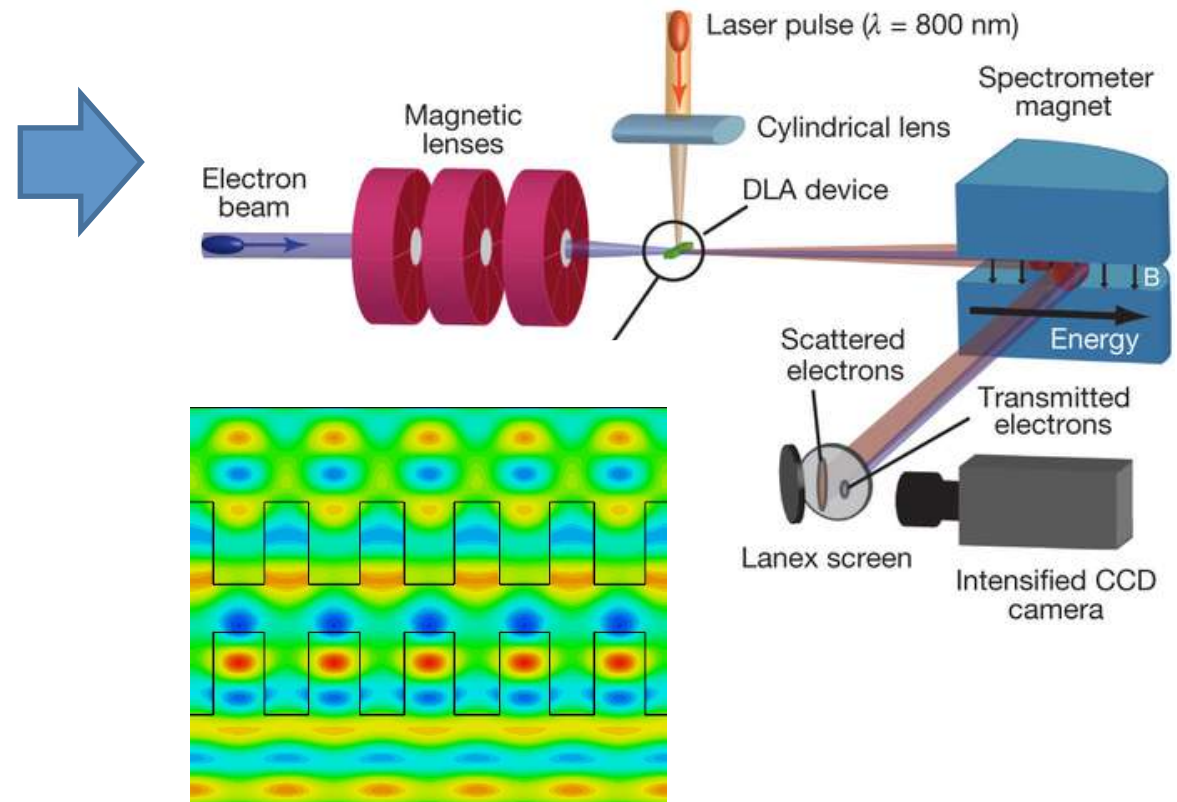 Laser pulse (λ = 800 nm)
Spectrometer
magnet
Magnetic
lenses
Cylindrical lens
Electron
beam
DLA device
B
Energy
Scattered
electrons
Transmitted
electrons
Lanex screen
Intensified CCD
camera